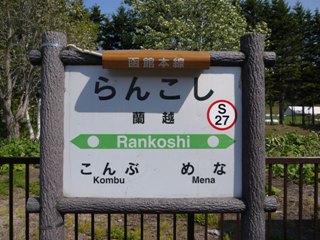 函館本線
らんこし
蘭越
S
27
Rankoshi
こんぶ めな
Kombu Mena